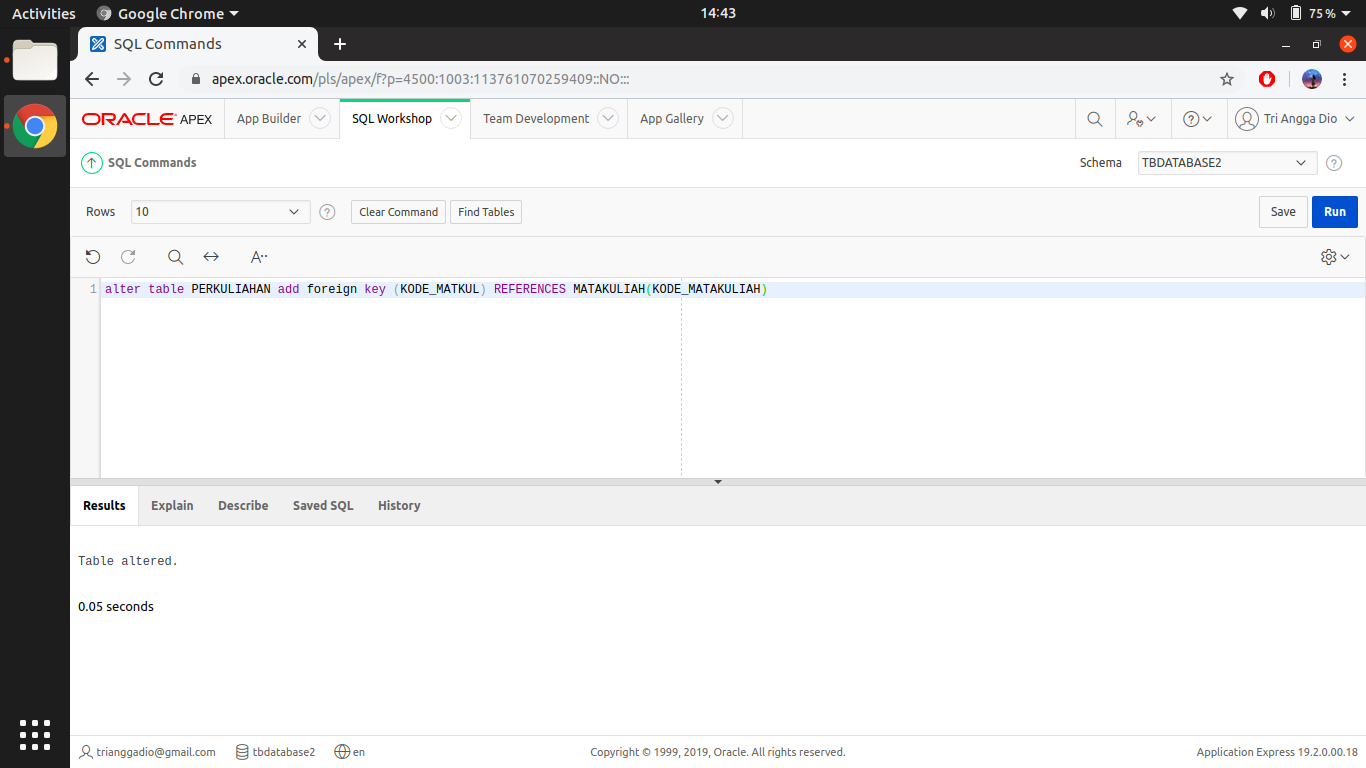 Activities Google Chrome 14:43 75%
SQL Commands
apex.oracle.com/pls/apex/f?p=4500:1003:113761070259409::NO:::
ORACLE APEX App Builder SQL Workshop Team Development App Gallery Tri Angga Dio
SQL Commands Schema TBDATABASE2
Rows 10 Clear Command Find Tables Save Run
1 alter table PERKULIAHAN add foreign key (KODE_MATKUL) REFERENCES MATAKULIAH(KODE_MATAKULIAH)
Results Explain Describe Saved SQL History
Table altered.
0.05 seconds
trianggadio@gmail.com tbdatabase2 en Copyright © 1999, 2019, Oracle. All rights reserved. Application Express 19.2.0.00.18